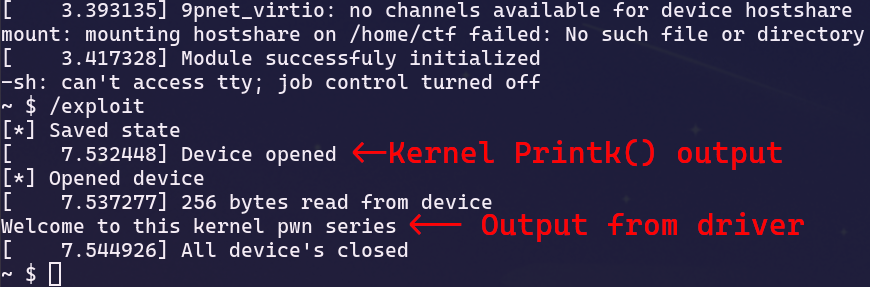 [    3.393135] 9pnet_virtio: no channels available for device hostshare
mount: mounting hostshare on /home/ctf failed: No such file or directory
[    3.417328] Module successfuly initialized
-sh: can't access tty; job control turned off
~ $ /exploit
[*] Saved state
[    7.532448] Device opened <--Kernel Printk() output
[*] Opened device
[    7.537277] 256 bytes read from device
Welcome to this kernel pwn series <-- Output from driver
[    7.544926] All device's closed
~ $